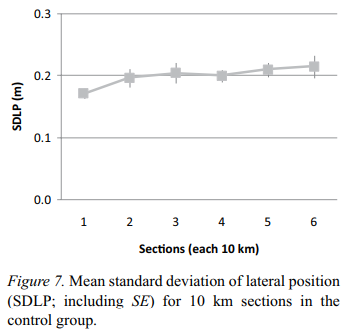 0.3
0.2
0.1
0.0
SDLP (m)
1 2 3 4 5 6
Sections (each 10 km)
Figure 7. Mean standard deviation of lateral position
(SDLP; including SE) for 10 km sections in the
control group.